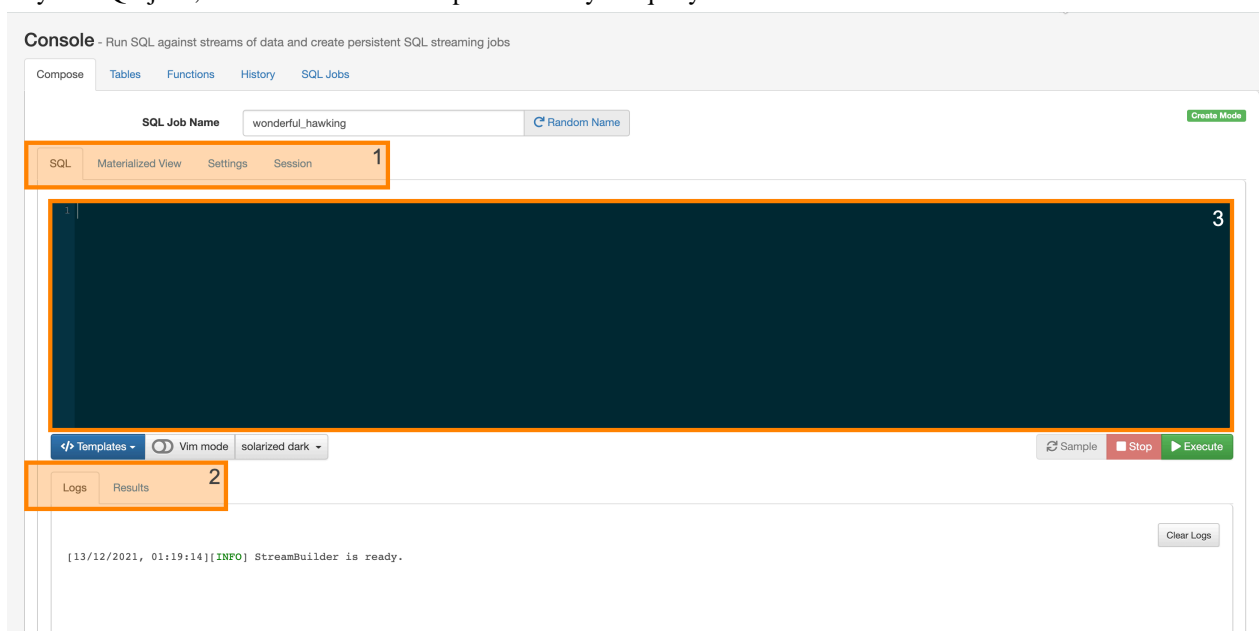 Console - Run SQL against streams of data and create persistent SQL streaming jobs
Compose Tables Functions History SQL Jobs
SQL Job Name wonderful_hawking Random Name Create Mode
SQL Materialized View Settings Session 1
1 3
</> Templates Vim mode solarized dark Sample Stop Execute
Logs Results 2
Clear Logs
[13/12/2021, 01:19:14][INFO] StreamBuilder is ready.